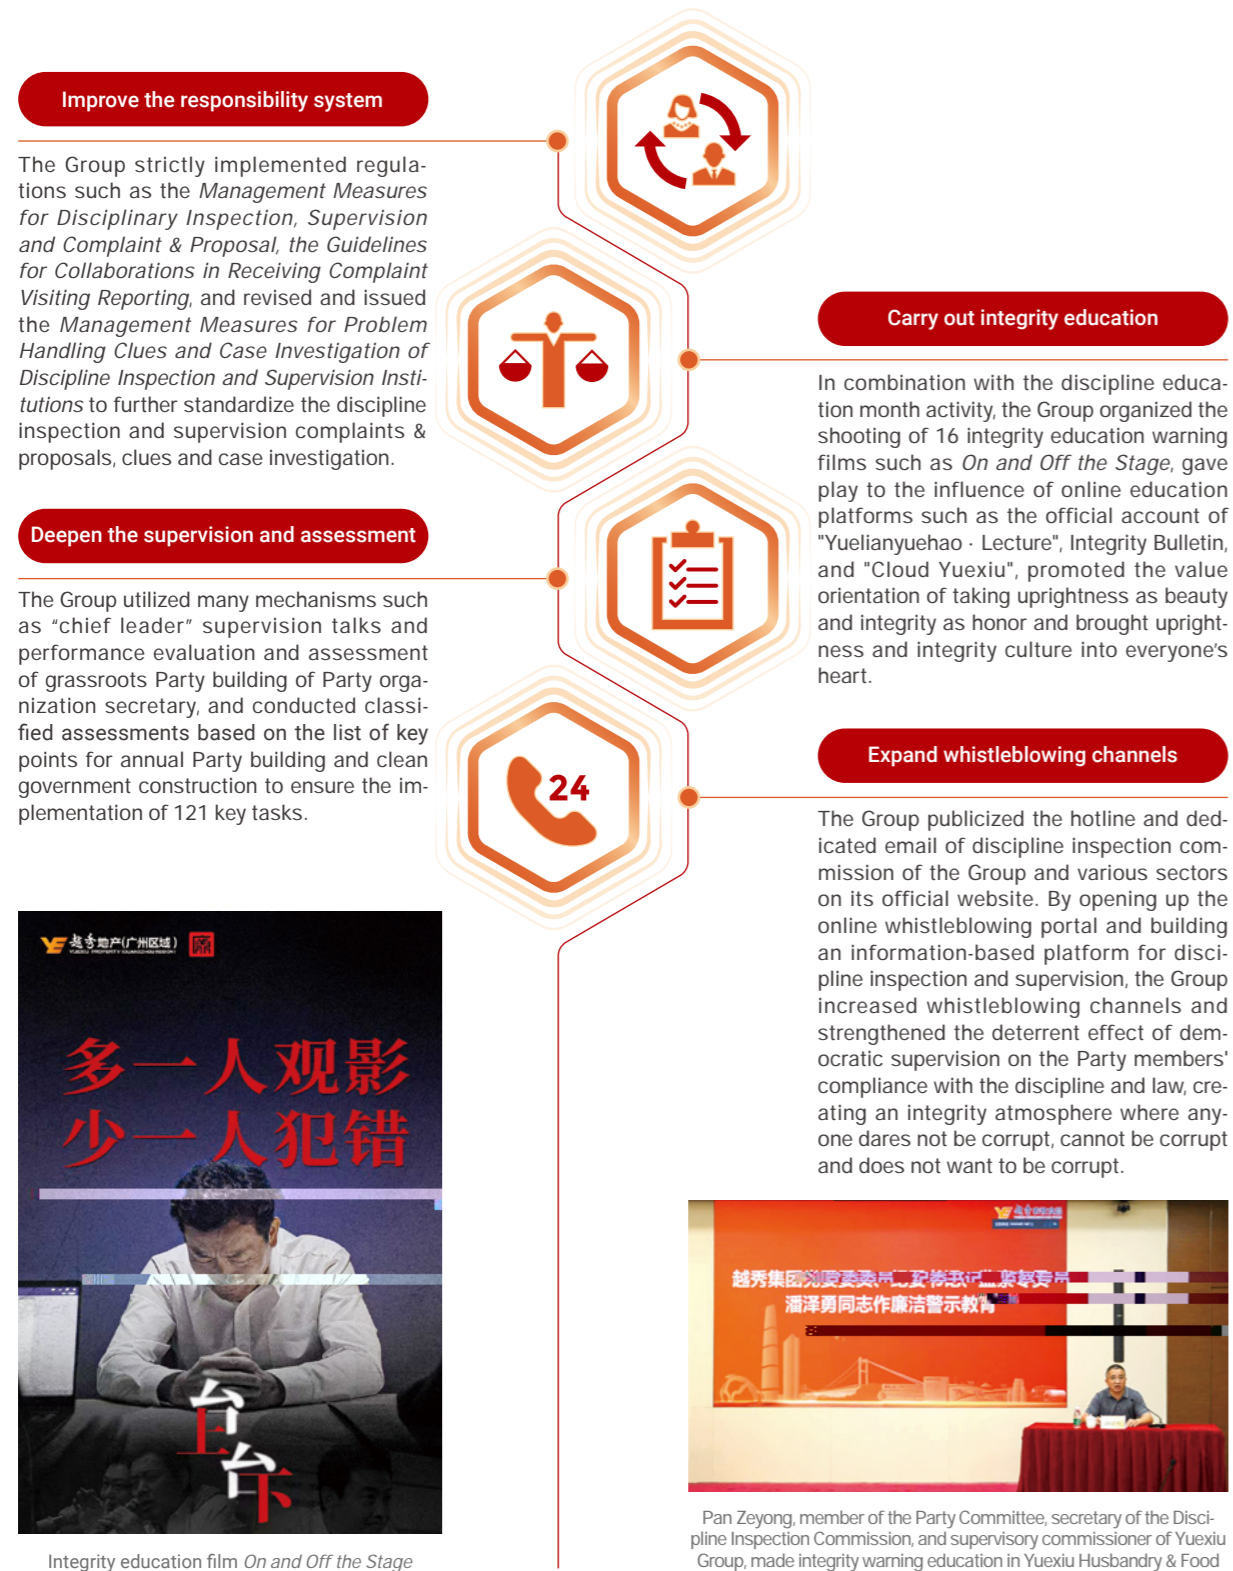 Improve the responsibility system
The Group strictly implemented regula-
tions such as the Management Measures
for Disciplinary Inspection, Supervision
and Complaint & Proposal, the Guidelines
for Collaborations in Receiving Complaint
Visiting Reporting, and revised and issued
the Management Measures for Problem
Handling Clues and Case Investigation of
Discipline Inspection and Supervision Insti-
tutions to further standardize the discipline
inspection and supervision complaints &
proposals, clues and case investigation.
Carry out integrity education
In combination with the discipline educa-
tion month activity, the Group organized the
shooting of 16 integrity education warning
films such as On and Off the Stage, gave
play to the influence of online education
platforms such as the official account of
"Yuelianyuehao · Lecture", Integrity Bulletin,
and "Cloud Yuexiu", promoted the value
orientation of taking uprightness as beauty
and integrity as honor and brought upright-
ness and integrity culture into everyone's
heart.
Deepen the supervision and assessment
The Group utilized many mechanisms such
as "chief leader" supervision talks and
performance evaluation and assessment
of grassroots Party building of Party orga-
nization secretary, and conducted classi-
fied assessments based on the list of key
points for annual Party building and clean
government construction to ensure the im-
plementation of 121 key tasks.
24
Expand whistleblowing channels
The Group publicized the hotline and ded-
icated email of discipline inspection com-
mission of the Group and various sectors
on its official website. By opening up the
online whistleblowing portal and building
an information-based platform for disci-
pline inspection and supervision, the Group
increased whistleblowing channels and
strengthened the deterrent effect of dem-
ocratic supervision on the Party members'
compliance with the discipline and law, cre-
ating an integrity atmosphere where any-
one dares not be corrupt, cannot be corrupt
and does not want to be corrupt.
越秀地产(广州区域) 廉
YUEXIU PROPERTY (GUANGZHOU REGION)
多一人观影
少一人犯错
台上
台下
Integrity education film On and Off the Stage
越秀集团党委委员
潘泽勇同志作廉洁警示教育
Pan Zeyong, member of the Party Committee, secretary of the Disci-
pline Inspection Commission, and supervisory commissioner of Yuexiu
Group, made integrity warning education in Yuexiu Husbandry & Food